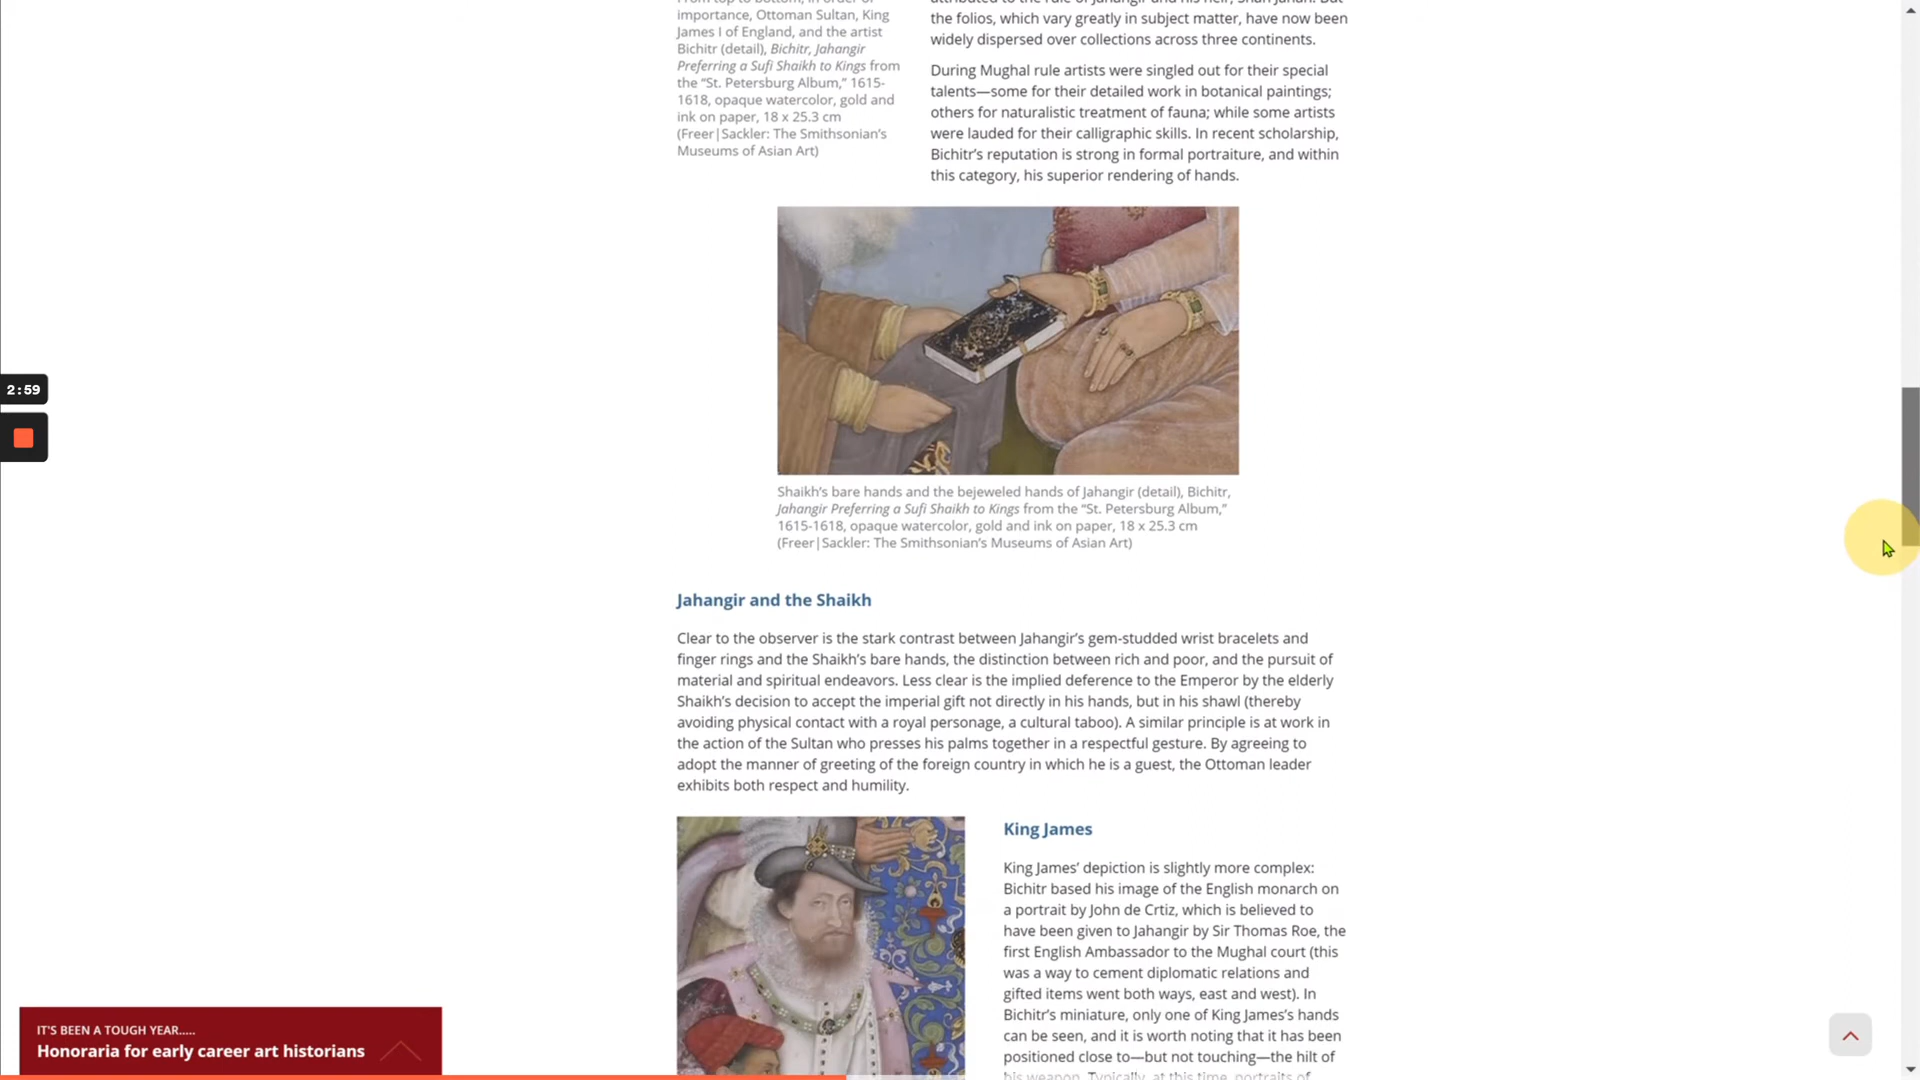 importance, Ottoman Sultan, King
James I of England, and the artist
Bichitr (detail), Bichitr, Jahangir
Preferring a Sufi Shaikh to Kings from
the “St. Petersburg Album,” 1615-
1618, opaque watercolor, gold and
ink on paper, 18 x 25.3 cm
(Freer|Sackler: The Smithsonian’s
Museums of Asian Art)
the folios, which vary greatly in subject matter, have now been
widely dispersed over collections across three continents.
During Mughal rule artists were singled out for their special
talents—some for their detailed work in botanical paintings;
others for naturalistic treatment of fauna; while some artists
were lauded for their calligraphic skills. In recent scholarship,
Bichitr’s reputation is strong in formal portraiture, and within
this category, his superior rendering of hands.
2:59
Shaikh’s bare hands and the bejeweled hands of Jahangir (detail), Bichitr,
Jahangir Preferring a Sufi Shaikh to Kings from the “St. Petersburg Album,”
1615-1618, opaque watercolor, gold and ink on paper, 18 x 25.3 cm
(Freer|Sackler: The Smithsonian’s Museums of Asian Art)
Jahangir and the Shaikh
Clear to the observer is the stark contrast between Jahangir’s gem-studded wrist bracelets and
finger rings and the Shaikh’s bare hands, the distinction between rich and poor, and the pursuit of
material and spiritual endeavors. Less clear is the implied deference to the Emperor by the elderly
Shaikh’s decision to accept the imperial gift not directly in his hands, but in his shawl (thereby
avoiding physical contact with a royal personage, a cultural taboo). A similar principle is at work in
the action of the Sultan who presses his palms together in a respectful gesture. By agreeing to
adopt the manner of greeting of the foreign country in which he is a guest, the Ottoman leader
exhibits both respect and humility.
King James
King James’ depiction is slightly more complex:
Bichitr based his image of the English monarch on
a portrait by John de Crtiz, which is believed to
have been given to Jahangir by Sir Thomas Roe, the
first English Ambassador to the Mughal court (this
was a way to cement diplomatic relations and
gifted items went both ways, east and west). In
Bichitr’s miniature, only one of King James’s hands
can be seen, and it is worth noting that it has been
positioned close to—but not touching—the hilt of
his weapon. Typically, at this time, portraits of
IT'S BEEN A TOUGH YEAR.....
Honoraria for early career art historians